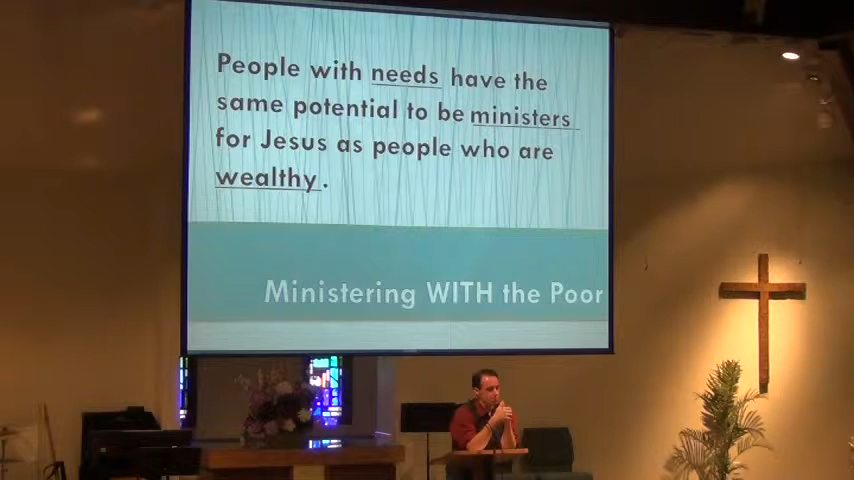 People with needs have the
same potential to be ministers
for Jesus as people who are
wealthy.
Ministering WITH the Poor